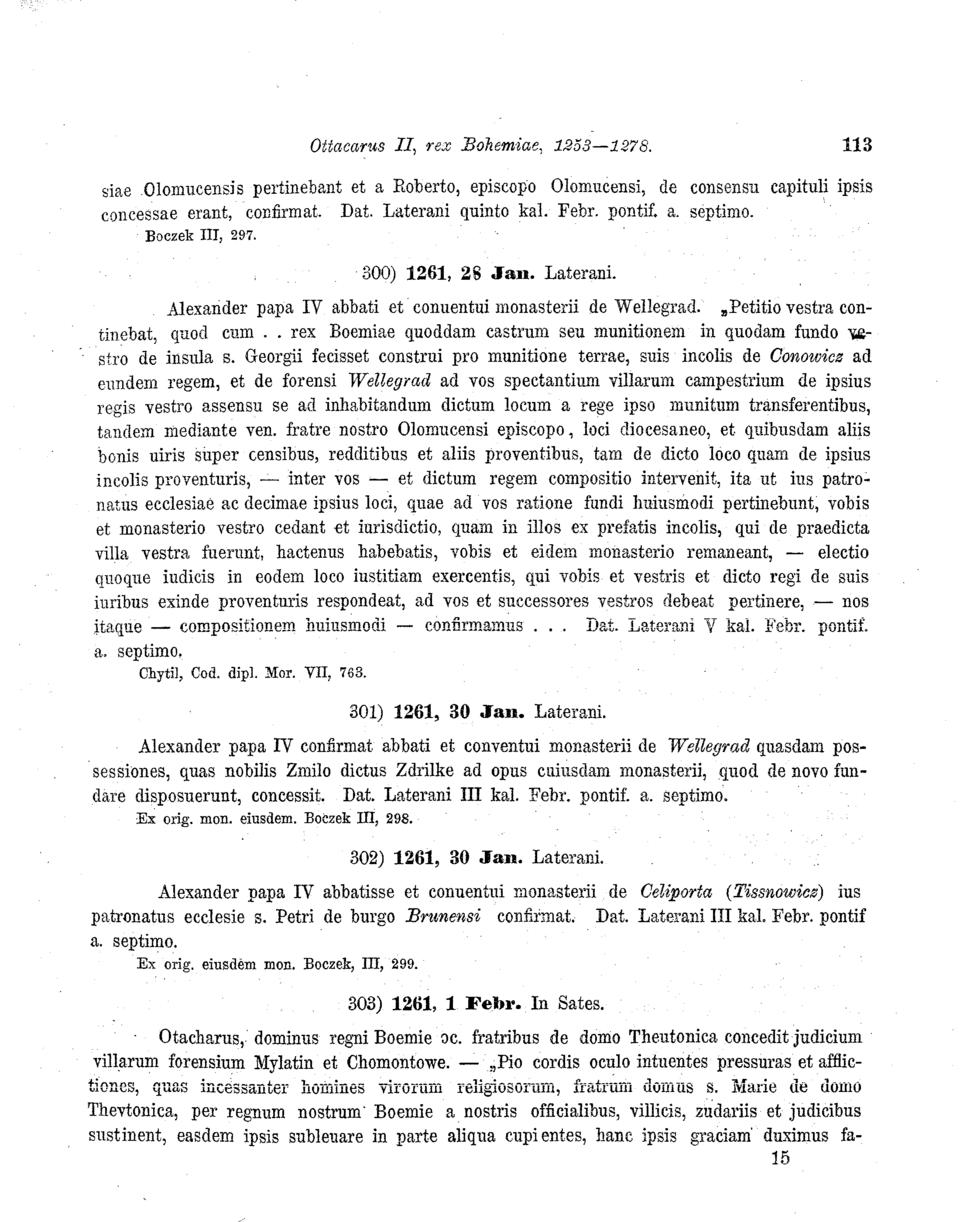 Ottacarus II, rex Bohemiae, 1253—1278. 113
siae Olomucensis pertinebant et a Roberto, episcopo Olomucensi, de consensu capituli ipsis
concessae erant, confirmat. Dat. Laterani quinto kal. Febr. pontif. a. septimo.
Boczek III, 297.
300) 1261, 28 Jan. Laterani.
Alexander papa IV abbati et conuentui monasterii de Wellegrad. „Petitio vestra con-
tinebat, quod cum . . rex Boemiae quoddam castrum seu munitionem in quodam fundo ve-
stro de insula s. Georgii fecisset construi pro munitione terrae, suis incolis de Conowicz ad
eundem regem, et de forensi Wellegrad ad vos spectantium villarum campestrium de ipsius
regis vestro assensu se ad inhabitandum dictum locum a rege ipso munitum transferentibus,
tandem mediante ven. fratre nostro Olomucensi episcopo, loci diocesaneo, et quibusdam aliis
bonis uiris super censibus, redditibus et aliis proventibus, tam de dicto loco quam de ipsius
incolis proventuris, — inter vos — et dictum regem compositio intervenit, ita ut ius patro-
natus ecclesiae ac decimae ipsius loci, quae ad vos ratione fundi huiusmodi pertinebunt, vobis
et monasterio vestro cedant et iurisdictio, quam in illos ex prefatis incolis, qui de praedicta
villa vestra fuerunt, hactenus habebatis, vobis et eidem monasterio remaneant, — electio
quoque iudicis in eodem loco iustitiam exercentis, qui vobis et vestris et dicto regi de suis
iuribus exinde proventuris respondeat, ad vos et successores vestros debeat pertinere, — nos
itaque — compositionem huiusmodi — confirmamus . . . Dat. Laterani V kal. Febr. pontif.
a. septimo.
Chytil, Cod. dipl. Mor. VII, 763.
301) 1261, 30 Jan. Laterani.
Alexander papa IV confirmat abbati et conventui monasterii de Wellegrad quasdam pos-
sessiones, quas nobilis Zmilo dictus Zdrilke ad opus cuiusdam monasterii, quod de novo fun-
dare disposuerunt, concessit. Dat. Laterani III kal. Febr. pontif. a. septimo.
Ex orig. mon. eiusdem. Boczek III, 298.
302) 1261, 30 Jan. Laterani.
Alexander papa IV abbatisse et conuentui monasterii de Celiporta (Tissnowicz) ius
patronatus ecclesie s. Petri de burgo Brunensi confirmat. Dat. Laterani III kal. Febr. pontif
a. septimo.
Ex orig. eiusdem mon. Boczek, III, 299.
303) 1261, 1 Febr. In Sates.
Otacharus, dominus regni Boemie ɔc. fratribus de domo Theutonica concedit judicium
villarum forensium Mylatin et Chomontowe. — „Pio cordis oculo intuentes pressuras et afflic-
tiones, quas incessanter homines virorum religiosorum, fratrum domus s. Marie de domo
Thevtonica, per regnum nostrum Boemie a nostris officialibus, villicis, zudariis et judicibus
sustinent, easdem ipsis subleuare in parte aliqua cupientes, hanc ipsis graciam duximus fa-
15